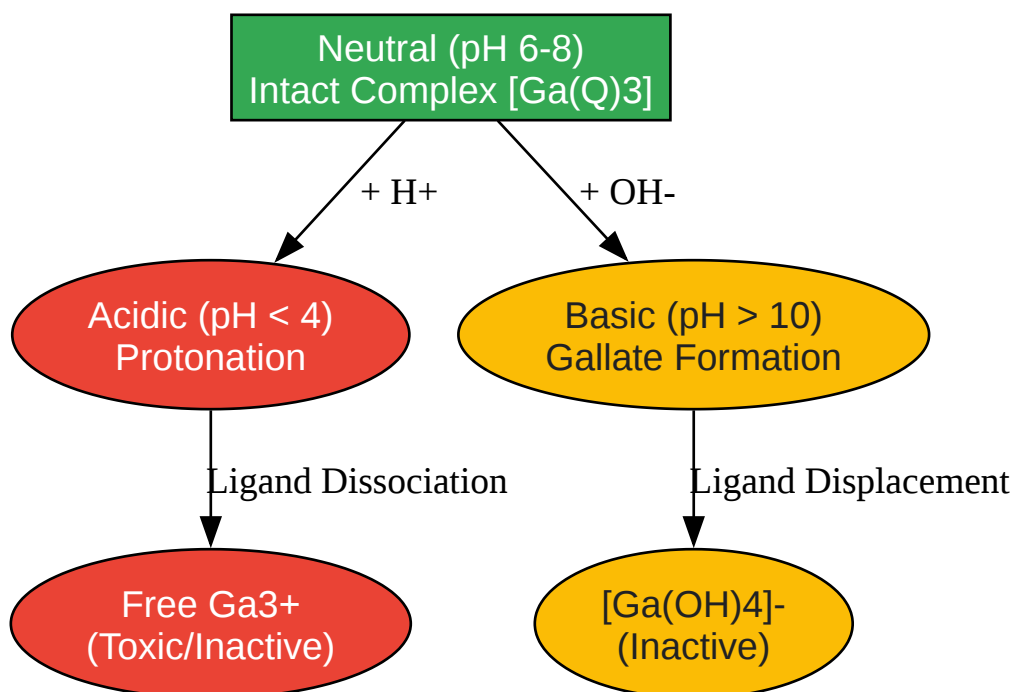 Neutral (pH 6-8)
Intact Complex [Ga(Q)3]
+ H+
+ OH-
Acidic (pH < 4)
Protonation
Basic (pH > 10)
Gallate Formation
Ligand Dissociation
Ligand Displacement
Free Ga3+
(Toxic/Inactive)
[Ga(OH)4]-
(Inactive)